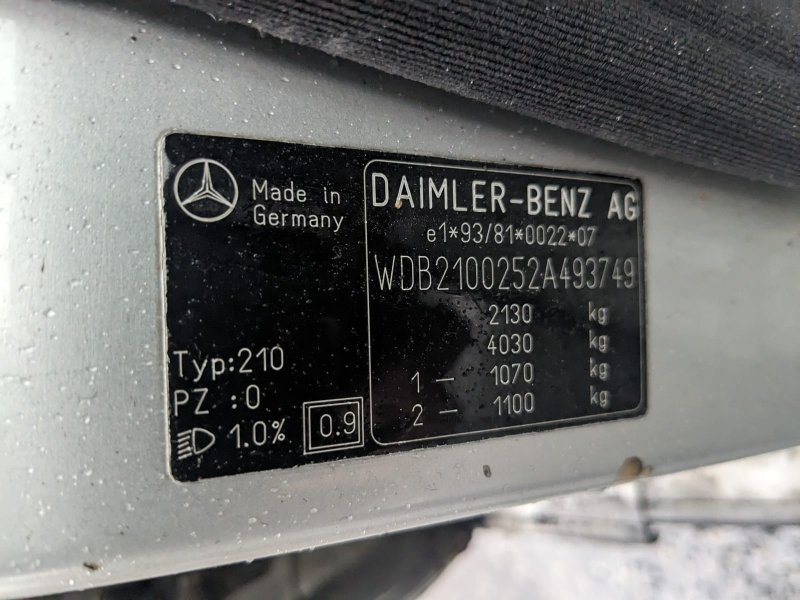 Made in
Germany
DAIMLER-BENZ AG
e1*93/81*0022*07
WDB2100252A493749
2130 kg
4030 kg
1 — 1070 kg
2 — 1100 kg
Typ:210
PZ :0
1.0%
0.9